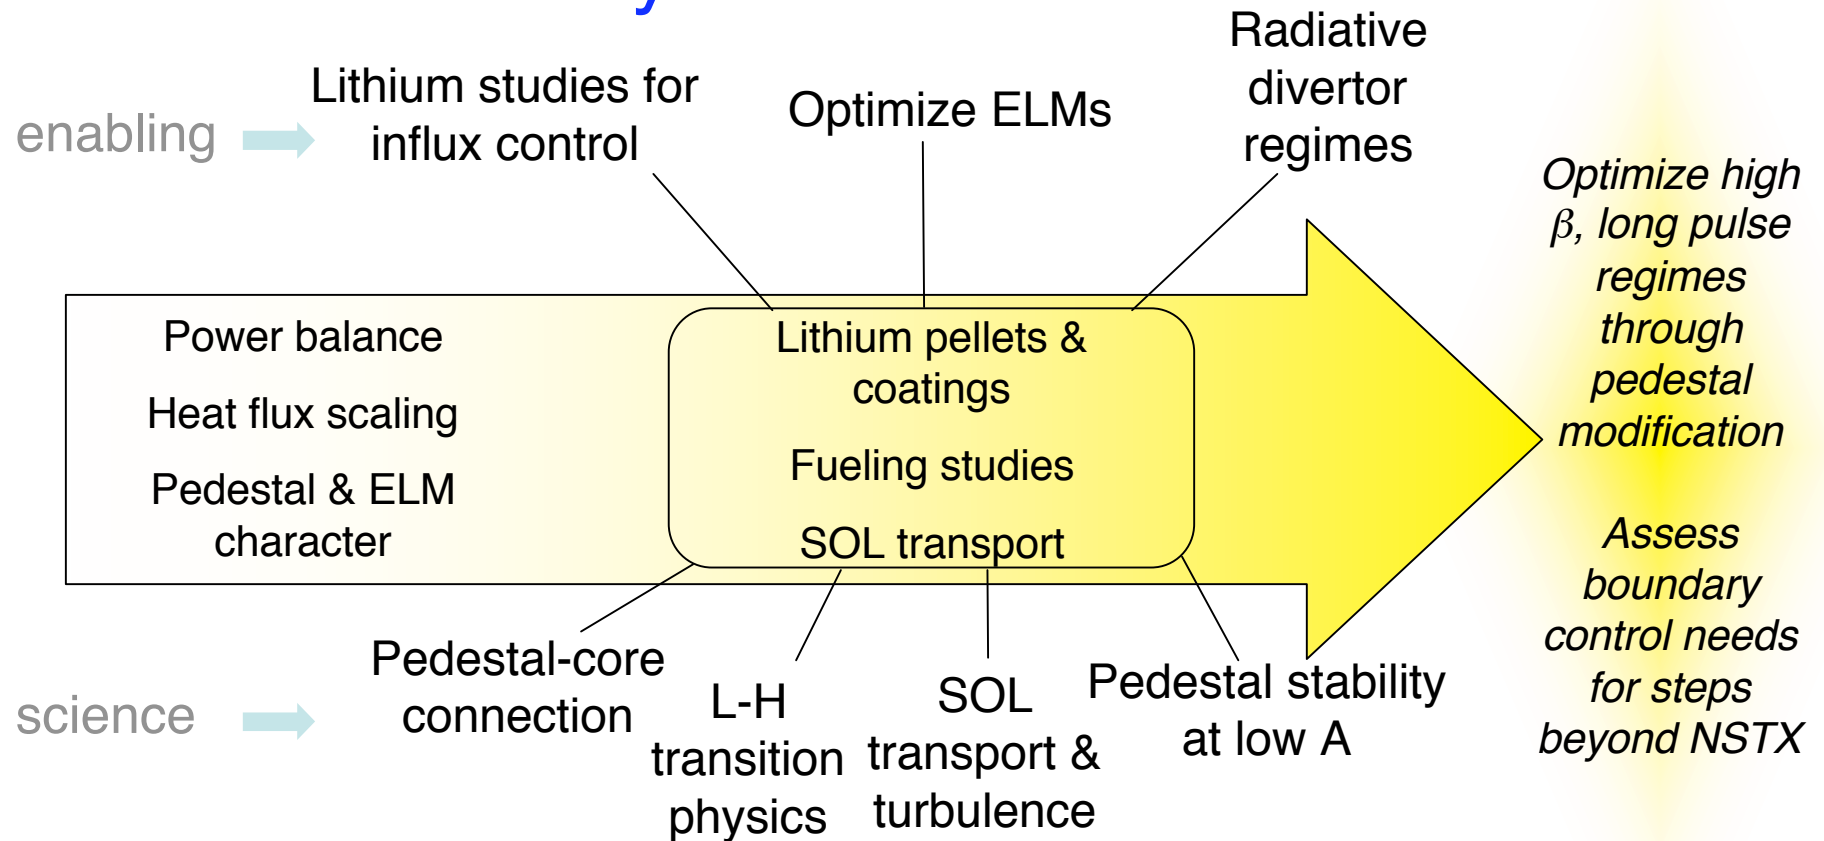 enabling
Lithium studies for
influx control
Optimize ELMs
Radiative
divertor
regimes
Power balance
Heat flux scaling
Pedestal & ELM
character
Lithium pellets &
coatings
Fueling studies
SOL transport
Optimize high
β, long pulse
regimes
through
pedestal
modification
Assess
boundary
control needs
for steps
beyond NSTX
science
Pedestal-core
connection
L-H
transition
physics
SOL
transport &
turbulence
Pedestal stability
at low A